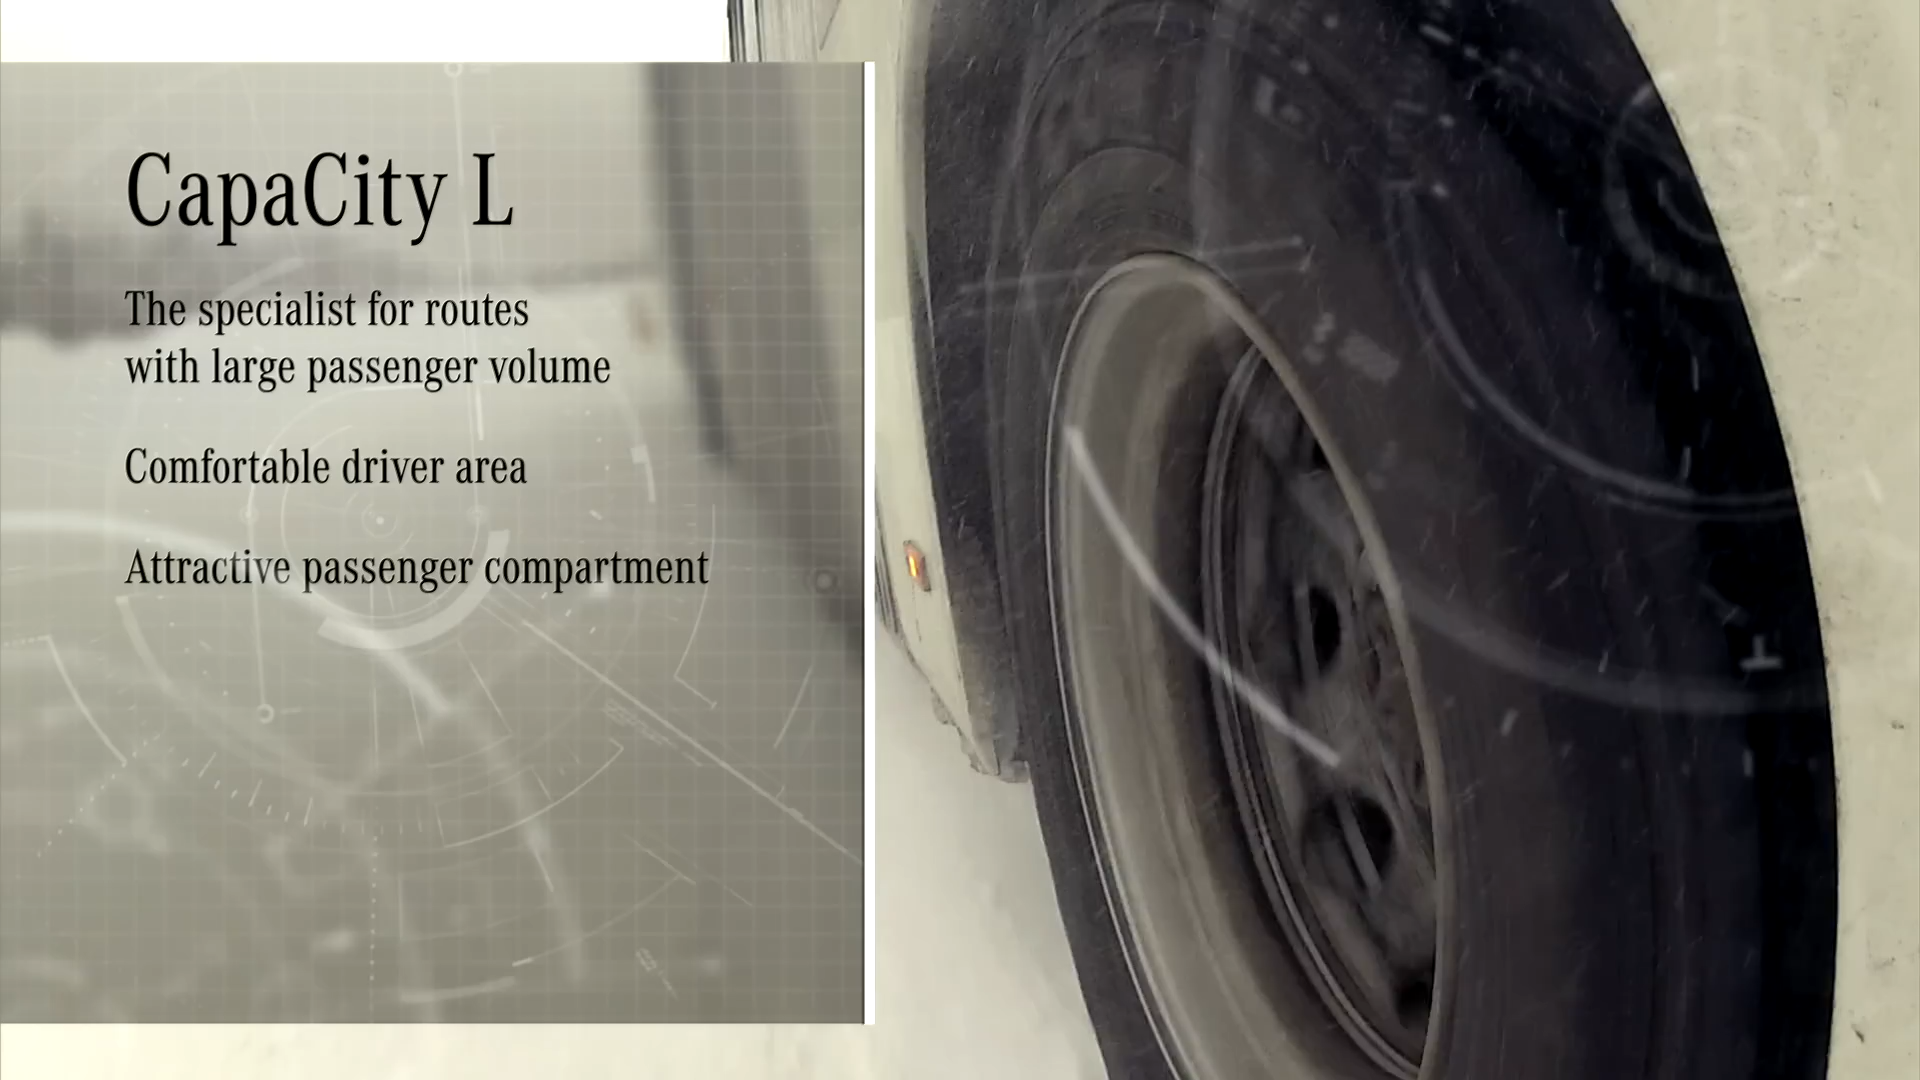 CapaCity L
The specialist for routes
with large passenger volume
Comfortable driver area
Attractive passenger compartment